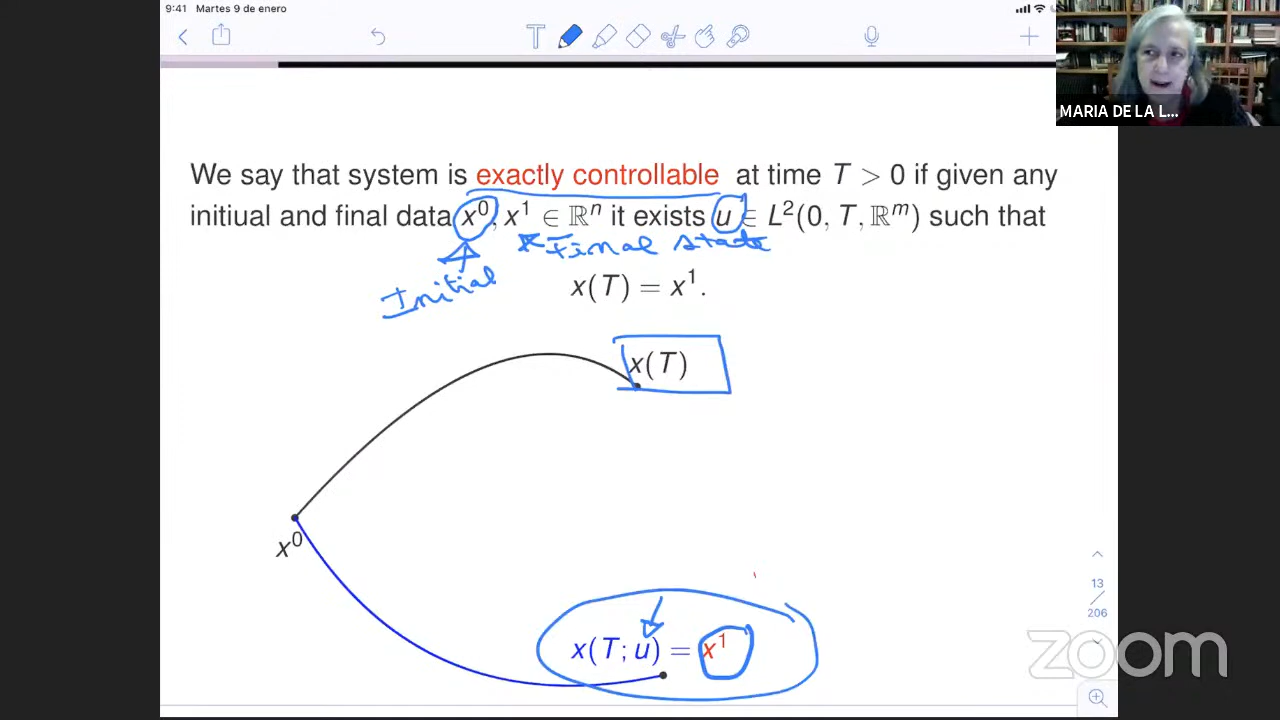 9:41 Martes 9 de enero
MARIA DE LA L...
We say that system is exactly controllable at time T > 0 if given any
initiual and final data x⁰, x¹ ∈ ℝⁿ it exists u ∈ L²(0, T, ℝᵐ) such that
Final state
Initial
x(T) = x¹.
x(T)
x⁰
13
206
x(T; u) = x¹
zoom